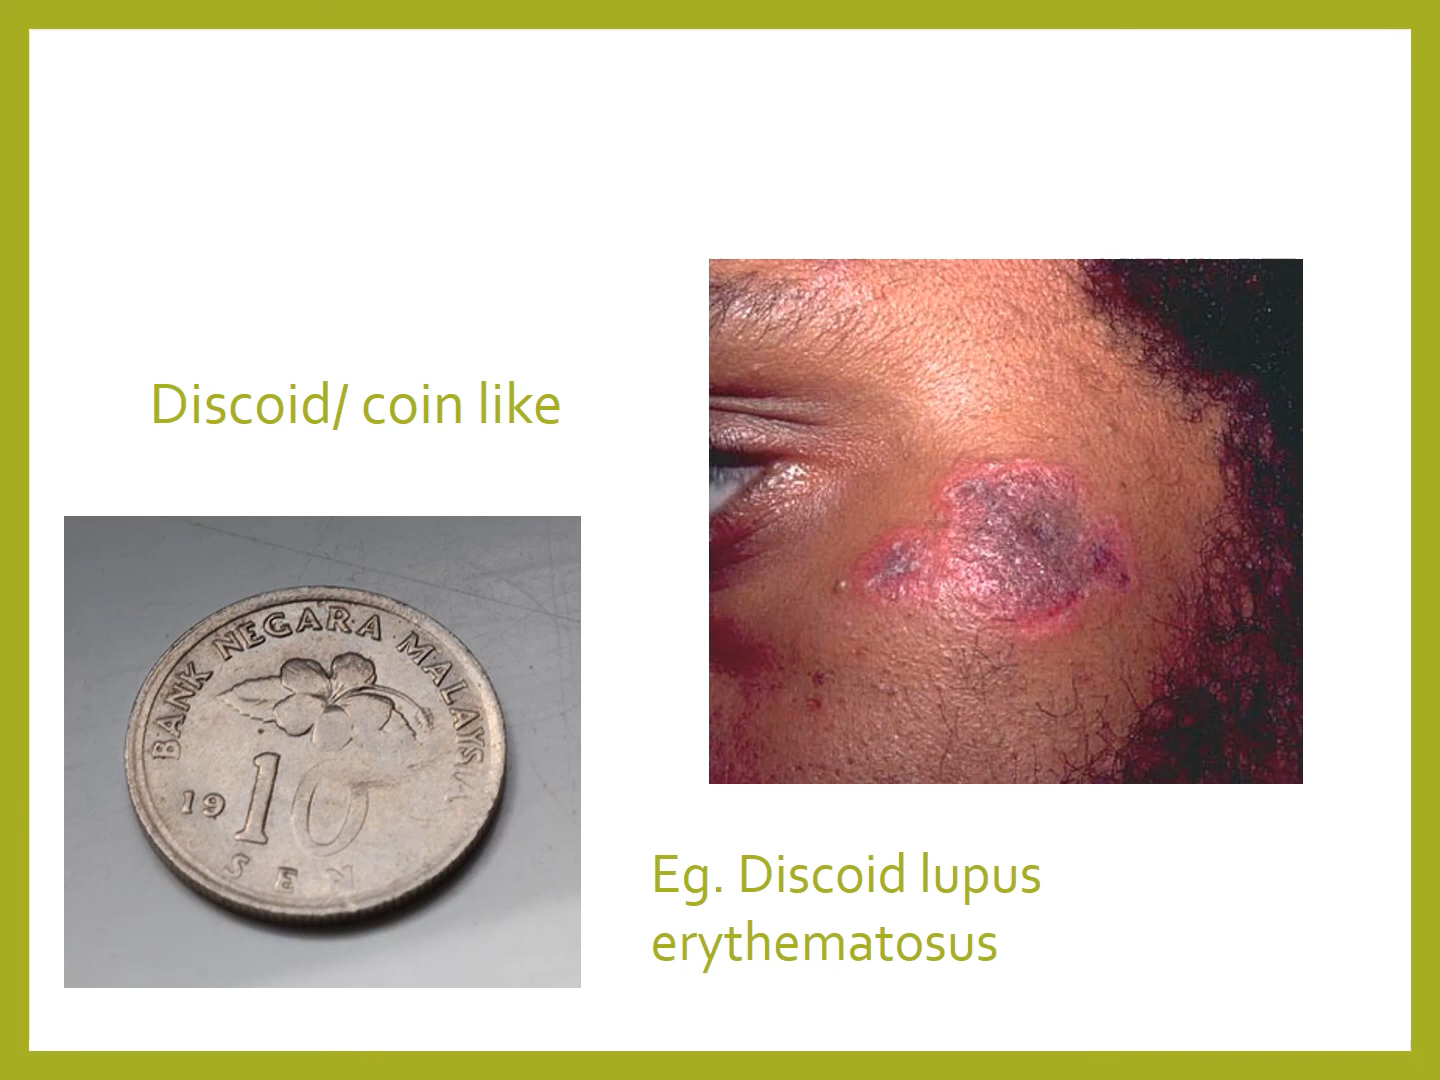 Discoid/ coin like
BANK NEGARA MALAYSIA
19
10
SEN
Eg. Discoid lupus
erythematosus